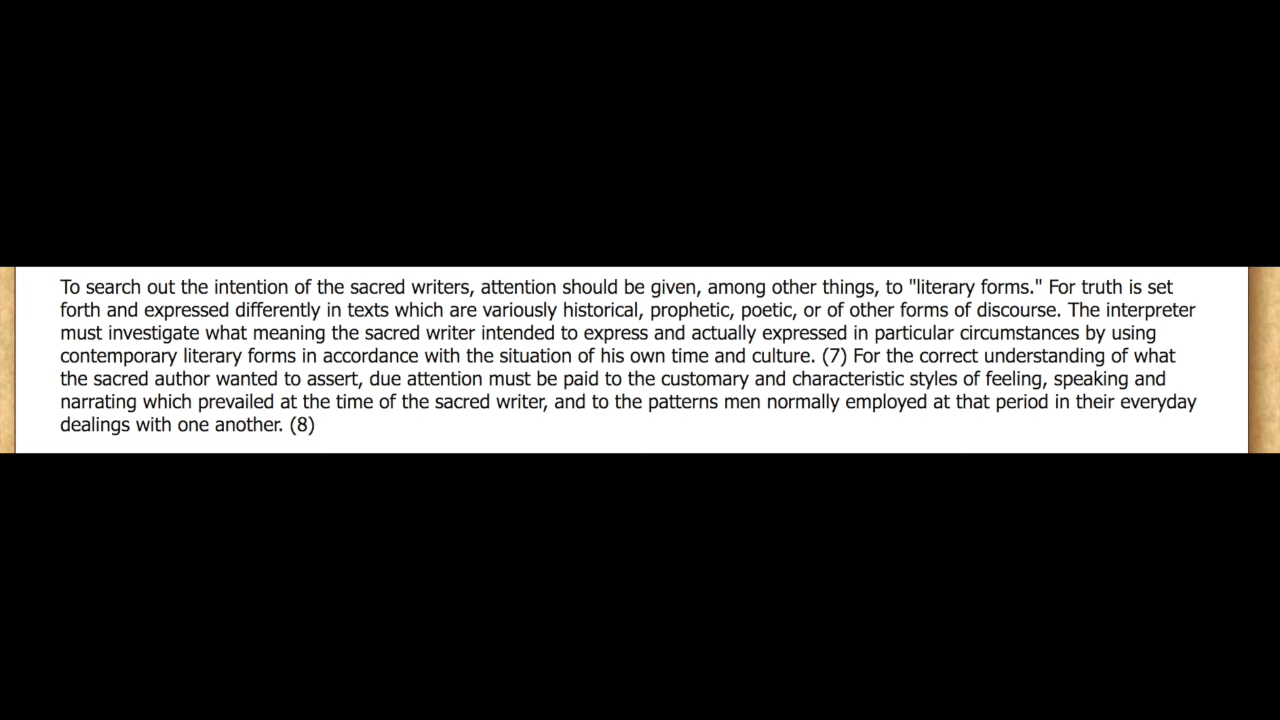 To search out the intention of the sacred writers, attention should be given, among other things, to "literary forms." For truth is set
forth and expressed differently in texts which are variously historical, prophetic, poetic, or of other forms of discourse. The interpreter
must investigate what meaning the sacred writer intended to express and actually expressed in particular circumstances by using
contemporary literary forms in accordance with the situation of his own time and culture. (7) For the correct understanding of what
the sacred author wanted to assert, due attention must be paid to the customary and characteristic styles of feeling, speaking and
narrating which prevailed at the time of the sacred writer, and to the patterns men normally employed at that period in their everyday
dealings with one another. (8)